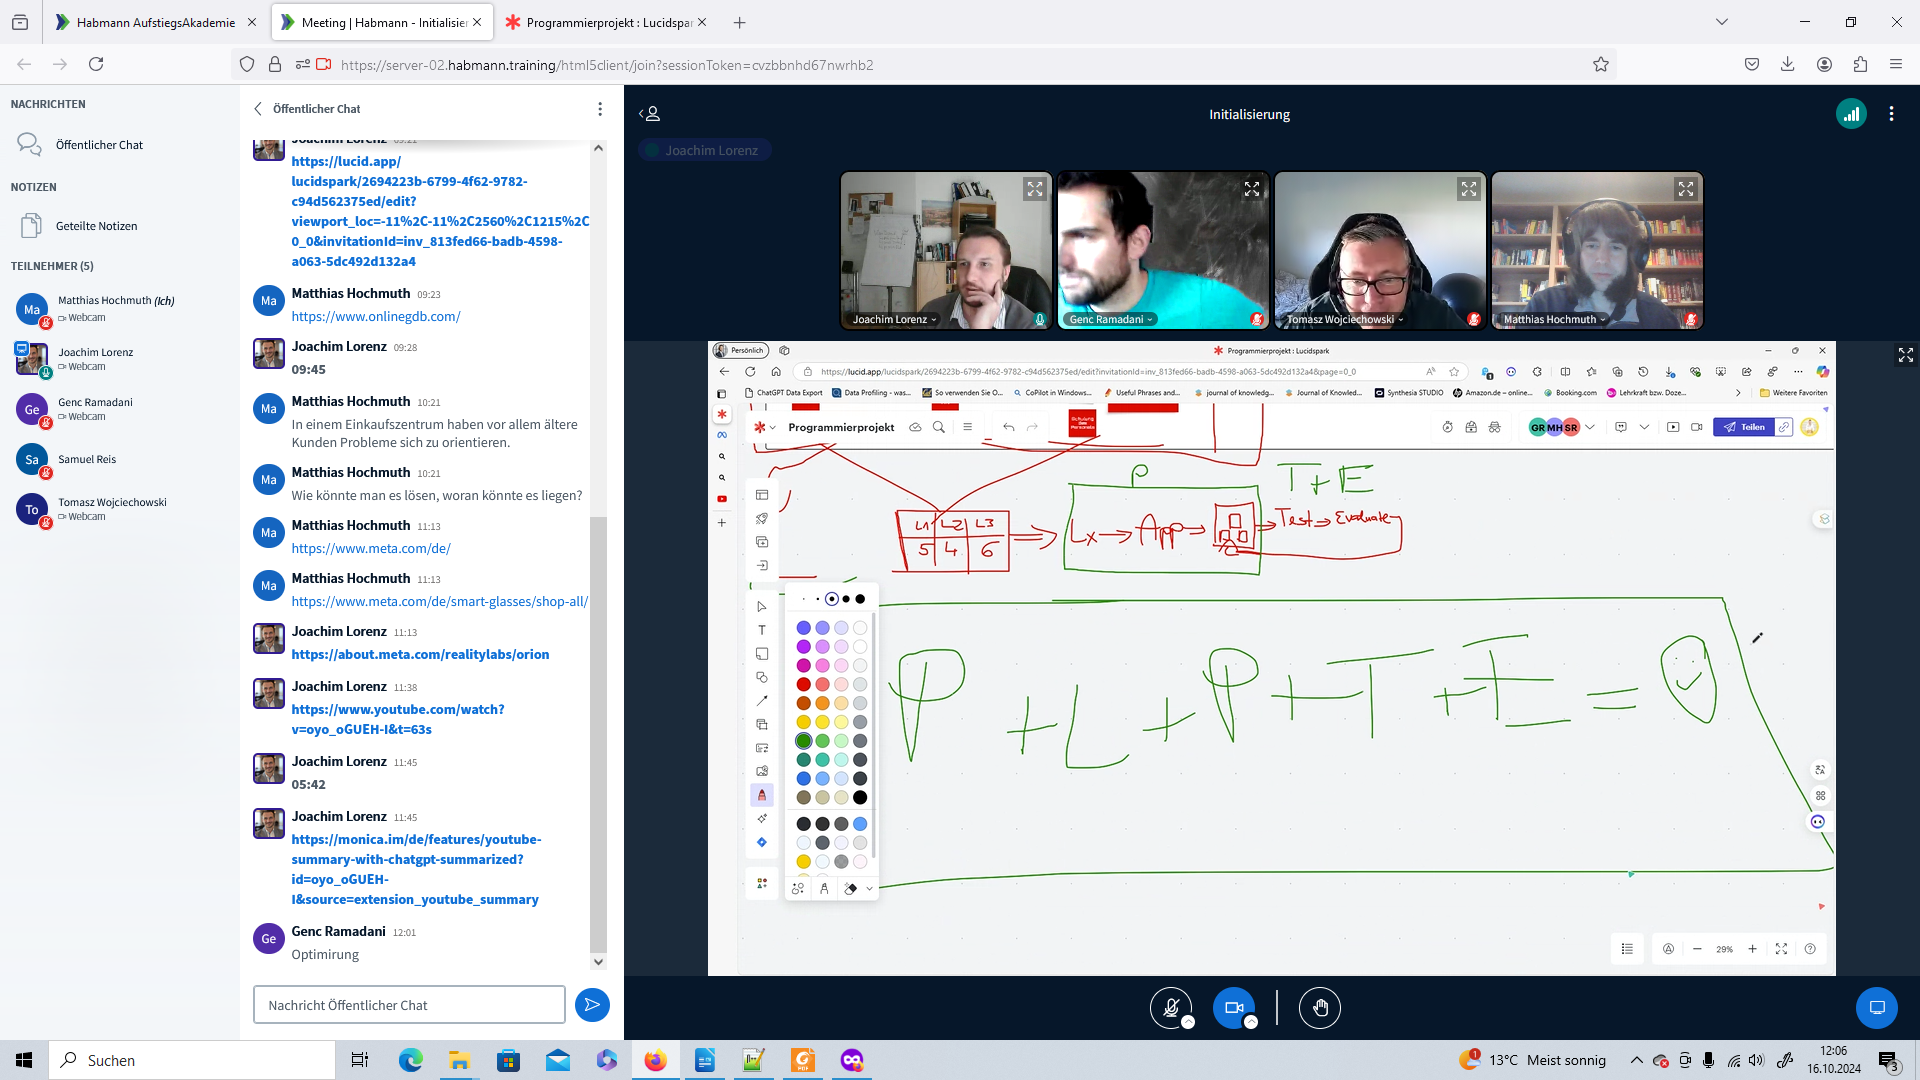 Habmann AufstiegsAkademie
Meeting | Habmann - Initialisier
Programmierprojekt : Lucidspar
https://server-02.habmann.training/html5client/join?sessionToken=cvzbbnhd67nwrhb2
NACHRICHTEN
Öffentlicher Chat
NOTIZEN
Geteilte Notizen
TEILNEHMER (5)
Ma
Matthias Hochmuth (Ich)
Webcam
Joachim Lorenz
Webcam
Ge
Genc Ramadani
Webcam
Sa
Samuel Reis
To
Tomasz Wojciechowski
Webcam
Öffentlicher Chat
Joachim Lorenz 09:21
https://lucid.app/
lucidspark/2694223b-6799-4f62-9782-
c94d562375ed/edit?
viewport_loc=-11%2C-11%2C2560%2C1215%2C
0_0&invitationId=inv_813fed66-badb-4598-
a063-5dc492d132a4
Ma
Matthias Hochmuth 09:23
https://www.onlinegdb.com/
Joachim Lorenz 09:28
09:45
Ma
Matthias Hochmuth 10:21
In einem Einkaufszentrum haben vor allem ältere
Kunden Probleme sich zu orientieren.
Ma
Matthias Hochmuth 10:21
Wie könnte man es lösen, woran könnte es liegen?
Ma
Matthias Hochmuth 11:13
https://www.meta.com/de/
Ma
Matthias Hochmuth 11:13
https://www.meta.com/de/smart-glasses/shop-all/
Joachim Lorenz 11:13
https://about.meta.com/realitylabs/orion
Joachim Lorenz 11:38
https://www.youtube.com/watch?
v=oyo_oGUEH-I&t=63s
Joachim Lorenz 11:45
05:42
Joachim Lorenz 11:45
https://monica.im/de/features/youtube-
summary-with-chatgpt-summarized?
id=oyo_oGUEH-
I&source=extension_youtube_summary
Ge
Genc Ramadani 12:01
Optimirung
Nachricht Öffentlicher Chat
Initialisierung
Joachim Lorenz
Joachim Lorenz
Genc Ramadani
Tomasz Wojciechowski
Matthias Hochmuth
Persönlich
Programmierprojekt : Lucidspark
https://lucid.app/lucidspark/2694223b-6799-4f62-9782-c94d562375ed/edit?invitationId=inv_813fed66-badb-4598-a063-5dc492d132a4&page=0_0
ChatGPT Data Export
Data Profiling - was...
So verwenden Sie O...
CoPilot in Windows...
Useful Phrases and...
journal of knowledg...
Journal of Knowled...
Synthesia STUDIO
Amazon.de – online...
Booking.com
Lehrkraft bzw. Doze...
Weitere Favoriten
Programmierprojekt
GR MH SR
Teilen
P
T+E
L1 L2 L3
5 4 6
Lx → App → → Test → Evaluate
P + L + P + T + E =
29%
Suchen
13°C Meist sonnig
12:06
16.10.2024
3